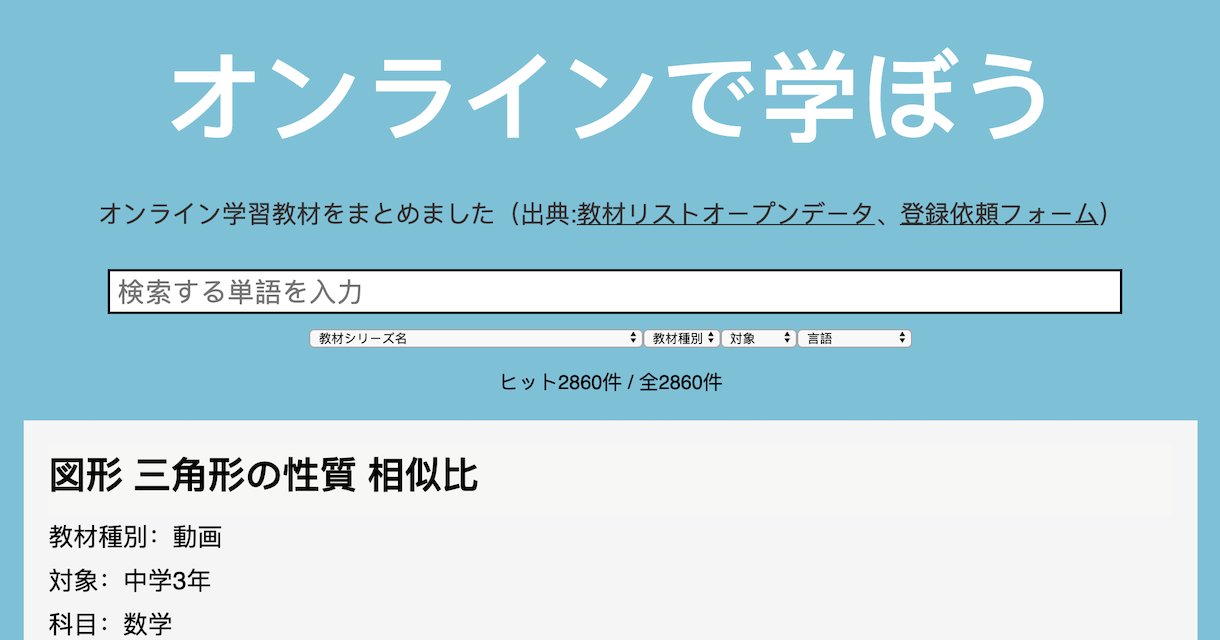 オンラインで学ぼう
オンライン学習教材をまとめました（出典:教材リストオープンデータ、登録依頼フォーム）
検索する単語を入力
教材シリーズ名 教材種別 対象 言語
ヒット2860件 / 全2860件
図形 三角形の性質 相似比
教材種別：動画
対象：中学3年
科目：数学